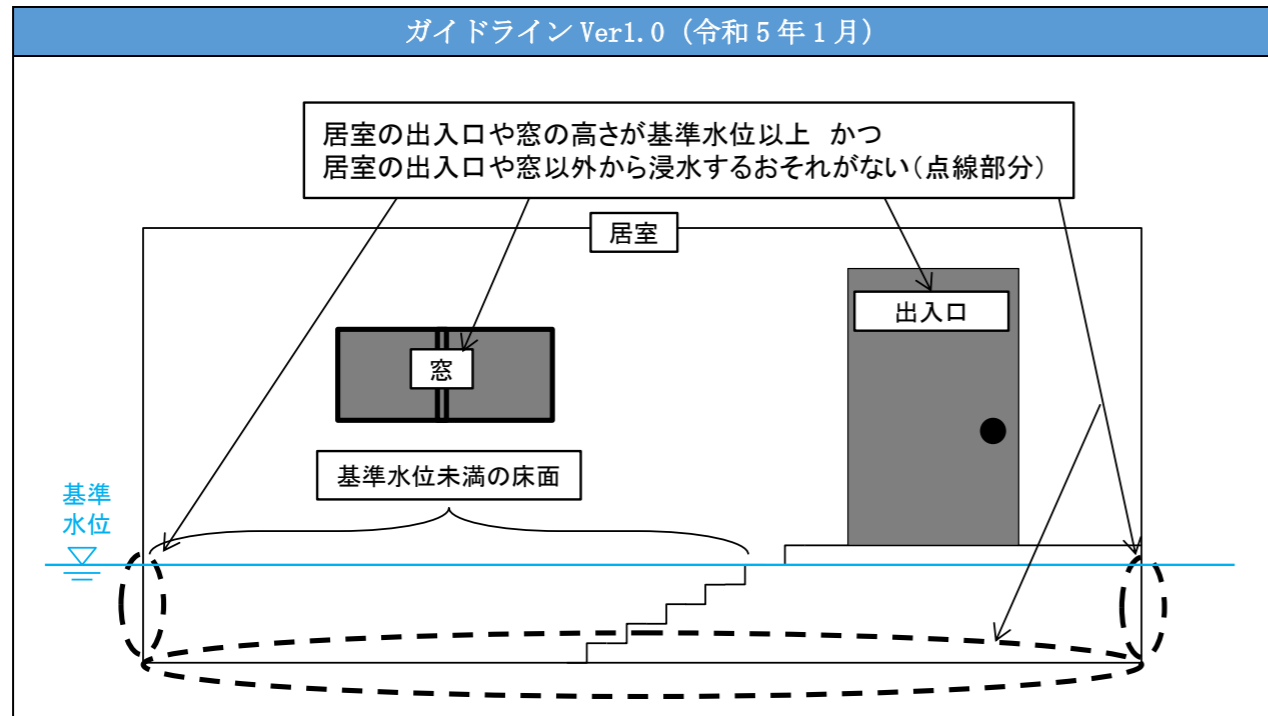 ガイドライン Ver1.0 (令和5年1月)
居室の出入口や窓の高さが基準水位以上 かつ
居室の出入口や窓以外から浸水するおそれがない(点線部分)
居室
出入口
窓
基準水位未満の床面
基準
水位